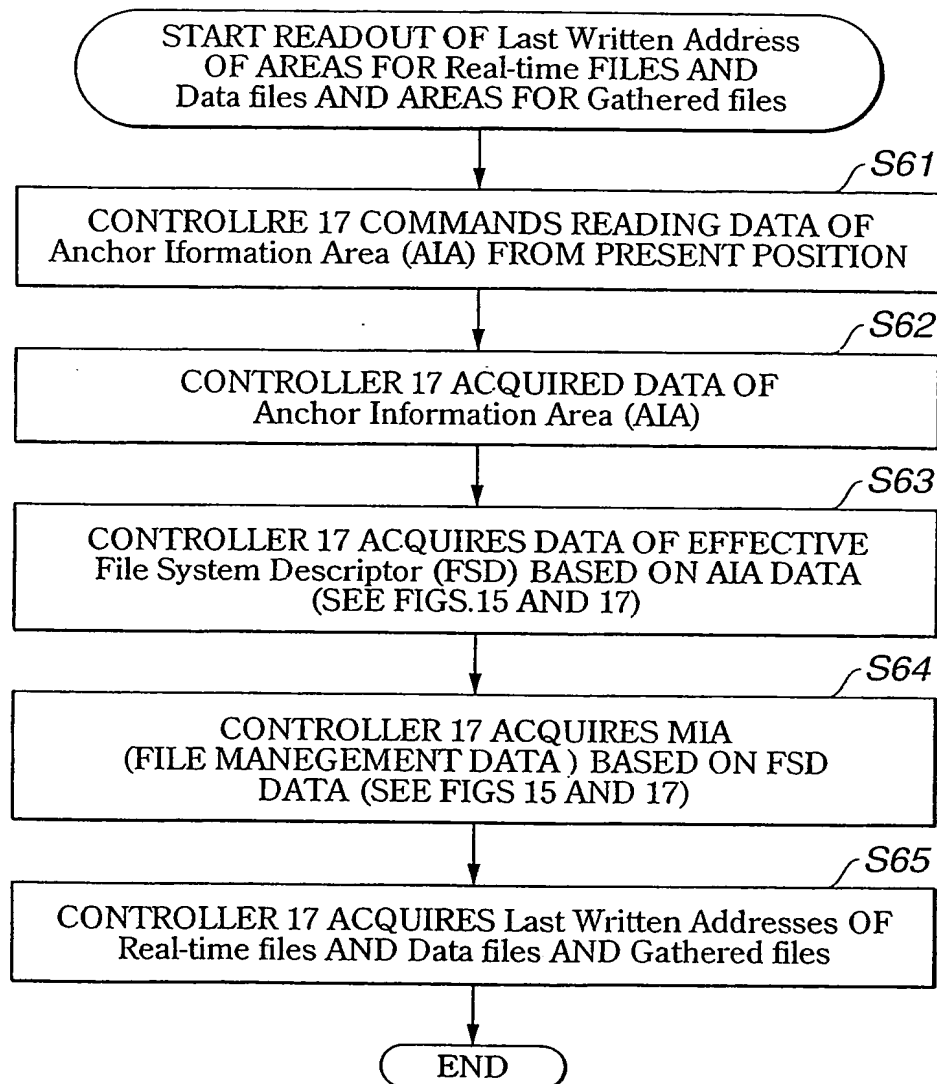 START READOUT OF Last Written Address
OF AREAS FOR Real-time FILES AND
Data files AND AREAS FOR Gathered files
S61
CONTROLLRE 17 COMMANDS READING DATA OF
Anchor Iformation Area (AIA) FROM PRESENT POSITION
S62
CONTROLLER 17 ACQUIRED DATA OF
Anchor Information Area (AIA)
S63
CONTROLLER 17 ACQUIRES DATA OF EFFECTIVE
File System Descriptor (FSD) BASED ON AIA DATA
(SEE FIGS.15 AND 17)
S64
CONTROLLER 17 ACQUIRES MIA
(FILE MANEGEMENT DATA ) BASED ON FSD
DATA (SEE FIGS 15 AND 17)
S65
CONTROLLER 17 ACQUIRES Last Written Addresses OF
Real-time files AND Data files AND Gathered files
END